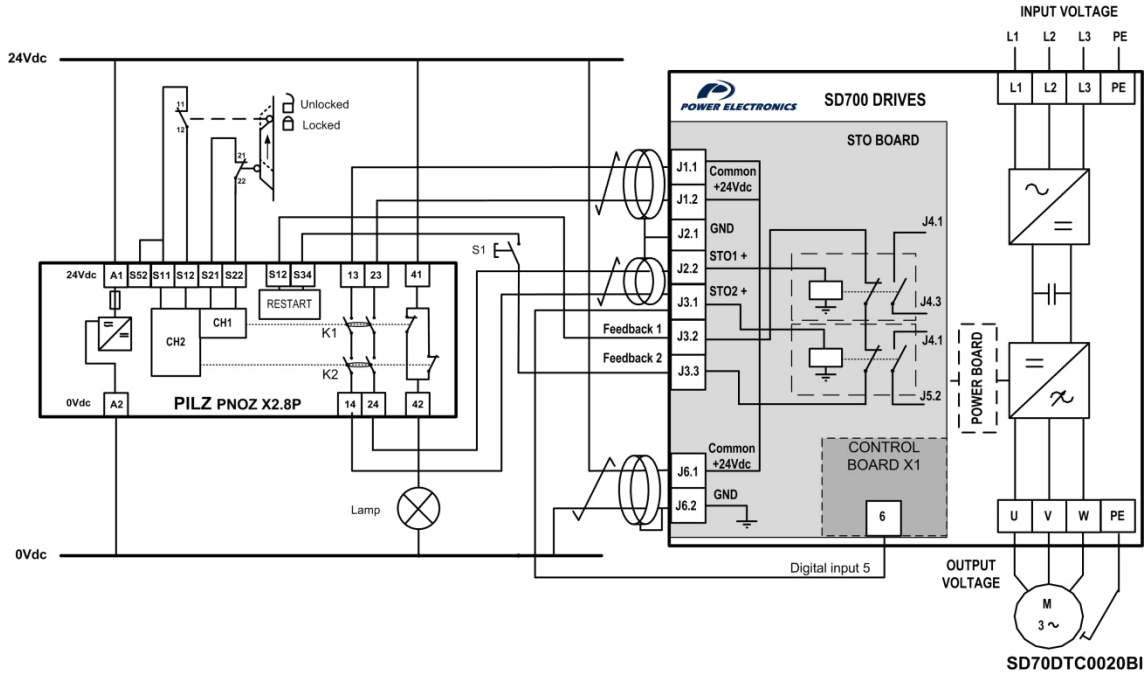 INPUT VOLTAGE
L1 L2 L3 PE
24Vdc
L1 L2 L3 PE
POWER ELECTRONICS
SD700 DRIVES
STO BOARD
11
12
Unlocked
Locked
21
22
J1.1
Common
+24Vdc
J1.2
J2.1
GND
J2.2
STO1 +
J3.1
STO2 +
J4.1
J4.3
S1
24Vdc A1 S52 S11 S12 S21 S22 S12 S34 13 23 41
RESTART
CH1
CH2
K1
K2
Feedback 1
J3.2
Feedback 2
J3.3
J4.1
J5.2
POWER BOARD
0Vdc A2 PILZ PNOZ X2.8P 14 24 42
Lamp
Common
+24Vdc
J6.1
GND
J6.2
CONTROL
BOARD X1
6
U V W PE
0Vdc
Digital input 5
OUTPUT
VOLTAGE
M
3 ~
SD70DTC0020BI